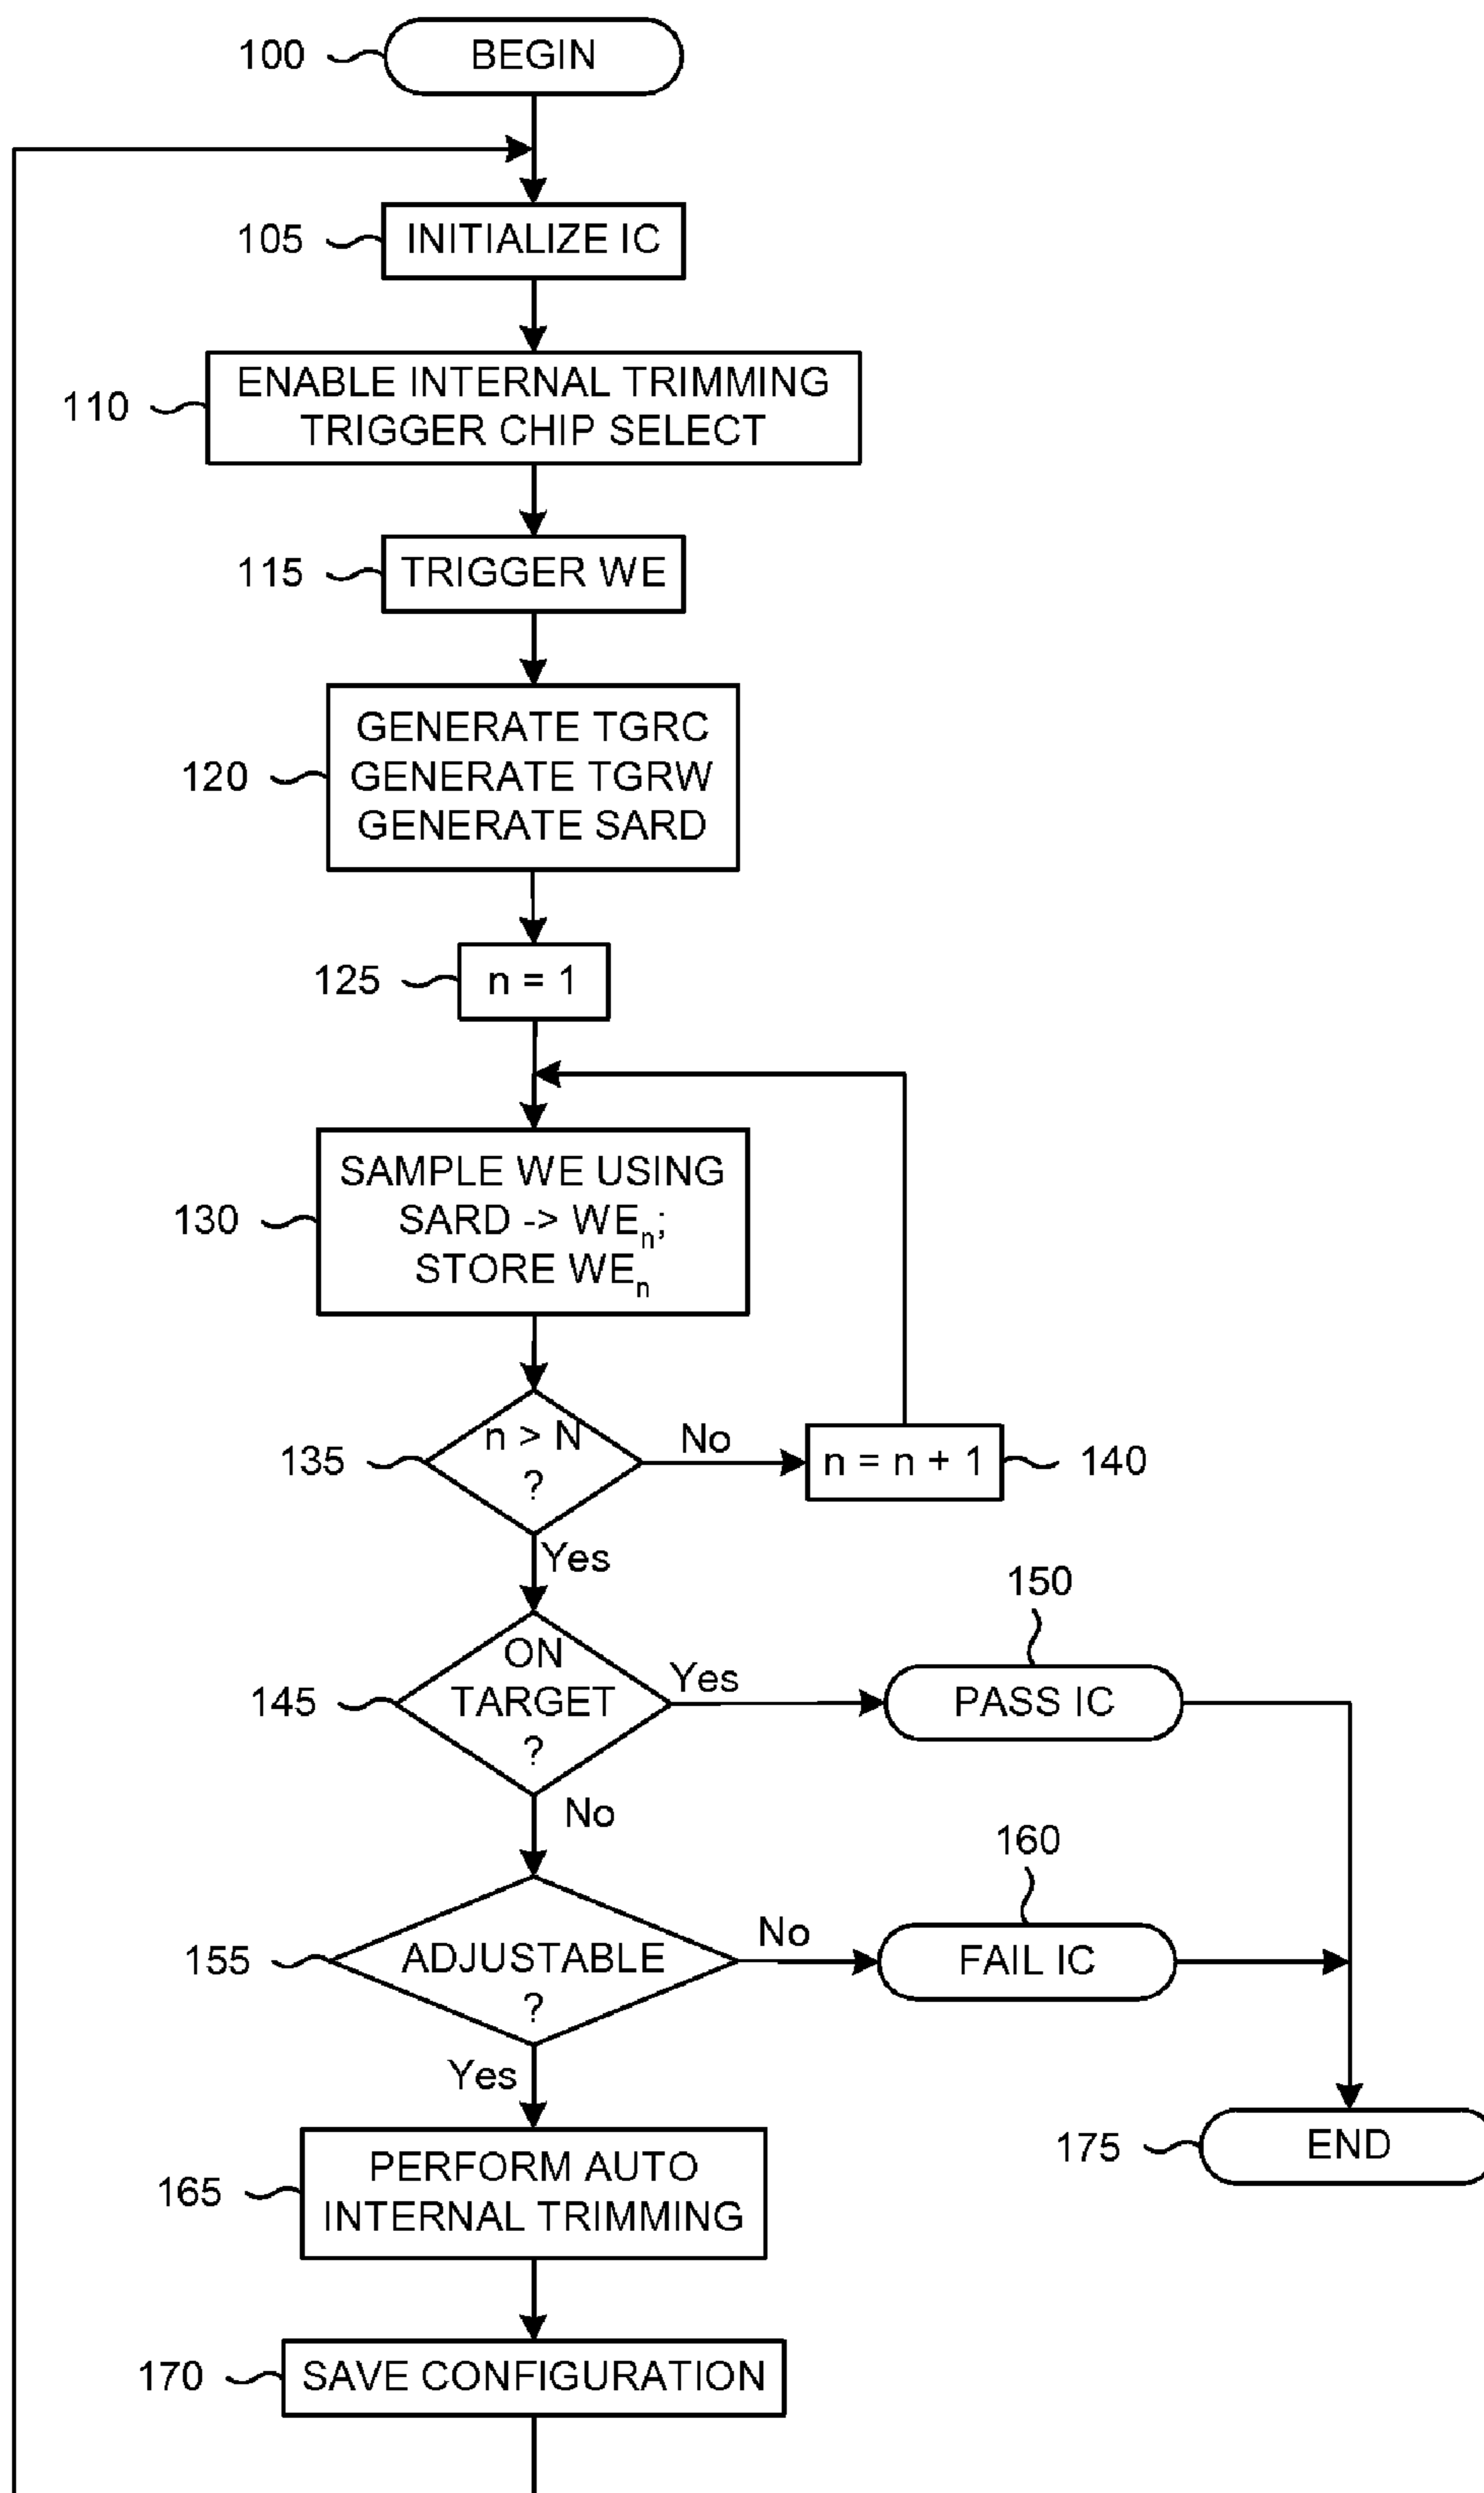 100 BEGIN
105 INITIALIZE IC
110 ENABLE INTERNAL TRIMMING
TRIGGER CHIP SELECT
115 TRIGGER WE
120 GENERATE TGRC
GENERATE TGRW
GENERATE SARD
125 n = 1
130 SAMPLE WE USING
SARD -> WEn;
STORE WEn
135 n > N
?
No
n = n + 1 140
Yes
150
145 ON
TARGET
?
Yes
PASS IC
No
160
155 ADJUSTABLE
?
No
FAIL IC
Yes
165 PERFORM AUTO
INTERNAL TRIMMING
175 END
170 SAVE CONFIGURATION